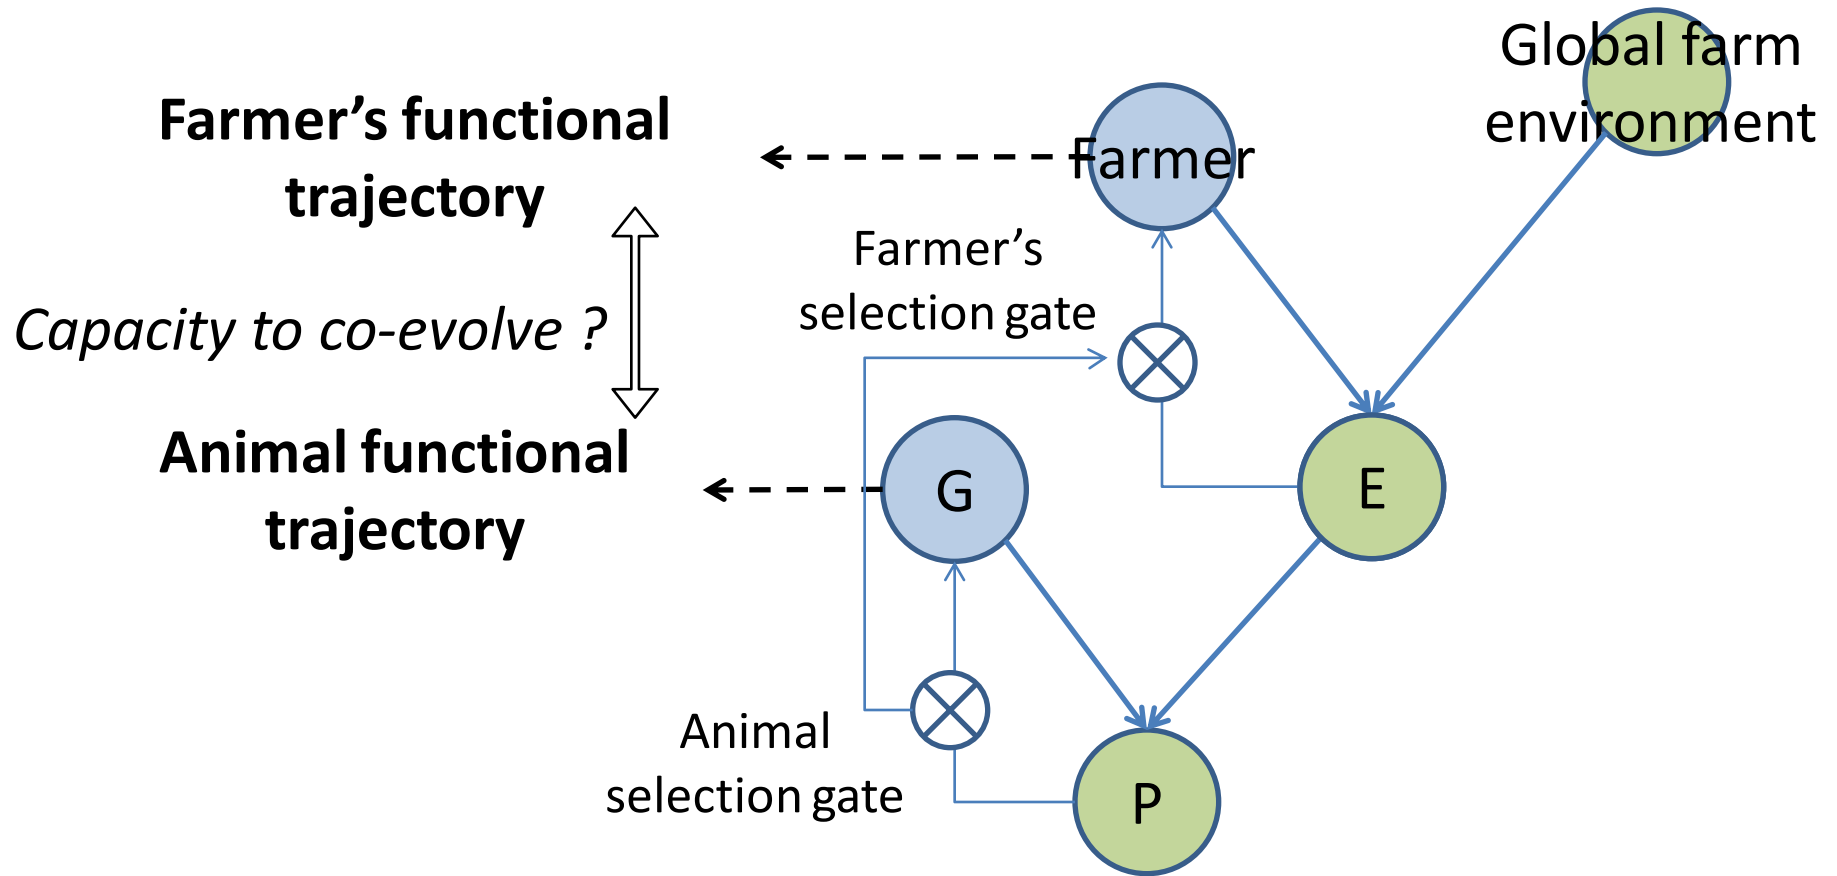 Global farm
environment
Farmer’s functional
trajectory
Farmer
Farmer’s
selection gate
Capacity to co-evolve ?
Animal functional
trajectory
G
E
Animal
selection gate
P